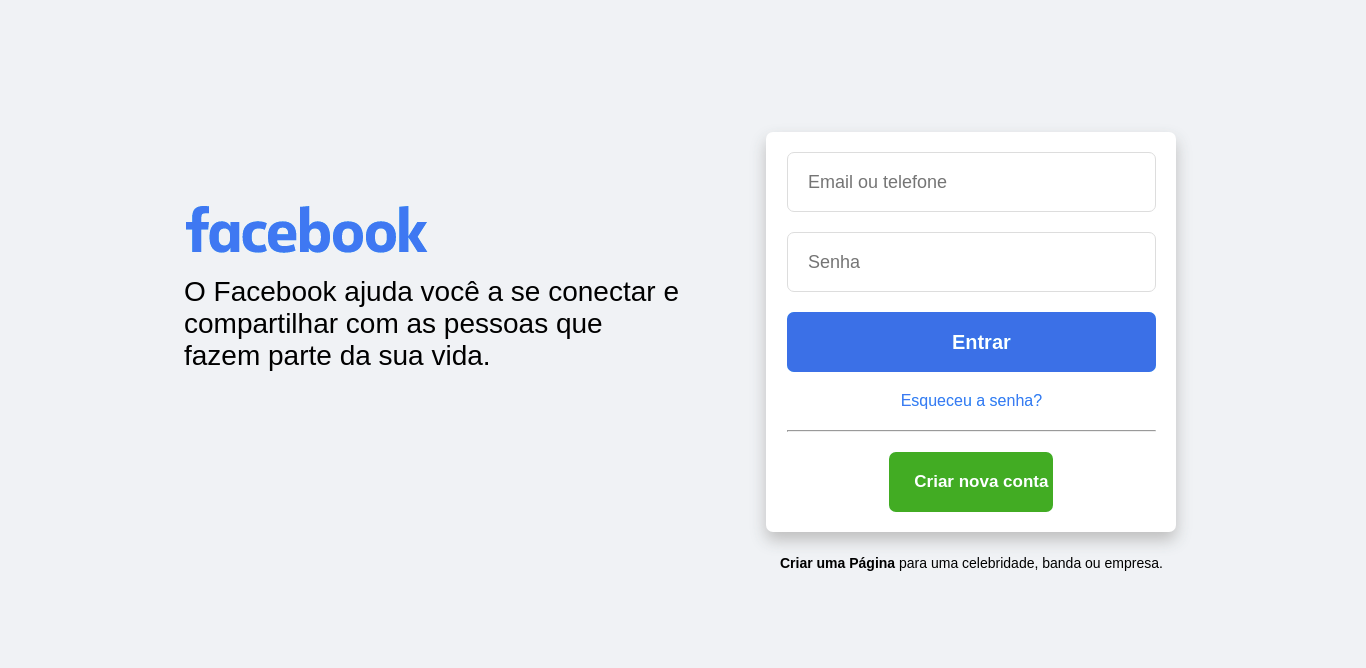 facebook
O Facebook ajuda você a se conectar e
compartilhar com as pessoas que
fazem parte da sua vida.
Email ou telefone
Senha
Entrar
Esqueceu a senha?
Criar nova conta
Criar uma Página para uma celebridade, banda ou empresa.